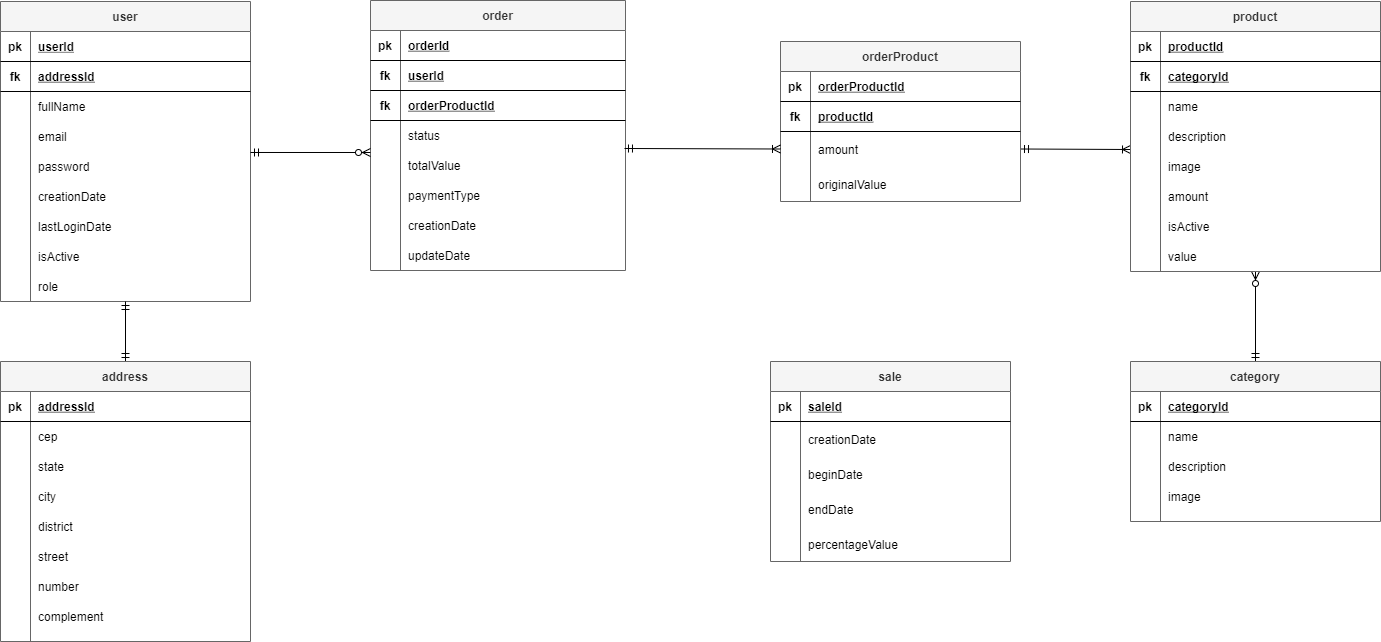 user
pk userId
fk addressId
fullName
email
password
creationDate
lastLoginDate
isActive
role
order
pk orderId
fk userId
fk orderProductId
status
totalValue
paymentType
creationDate
updateDate
orderProduct
pk orderProductId
fk productId
amount
originalValue
product
pk productId
fk categoryId
name
description
image
amount
isActive
value
address
pk addressId
cep
state
city
district
street
number
complement
sale
pk saleId
creationDate
beginDate
endDate
percentageValue
category
pk categoryId
name
description
image